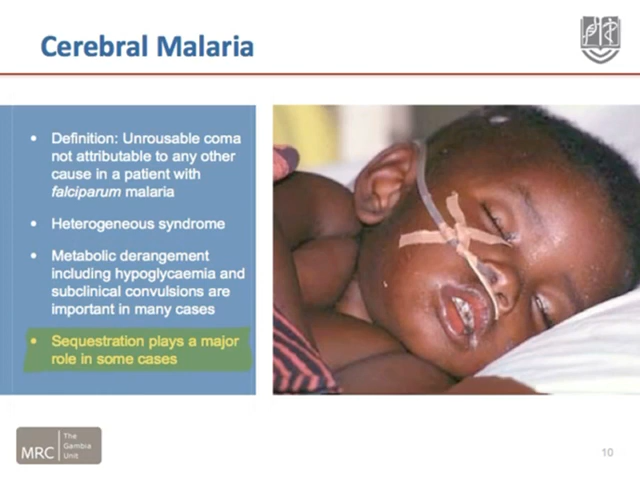 Cerebral Malaria
• Definition: Unrousable coma
not attributable to any other
cause in a patient with
falciparum malaria
• Heterogeneous syndrome
• Metabolic derangement
including hypoglycaemia and
subclinical convulsions are
important in many cases
• Sequestration plays a major
role in some cases
MRC
The
Gambia
Unit
10